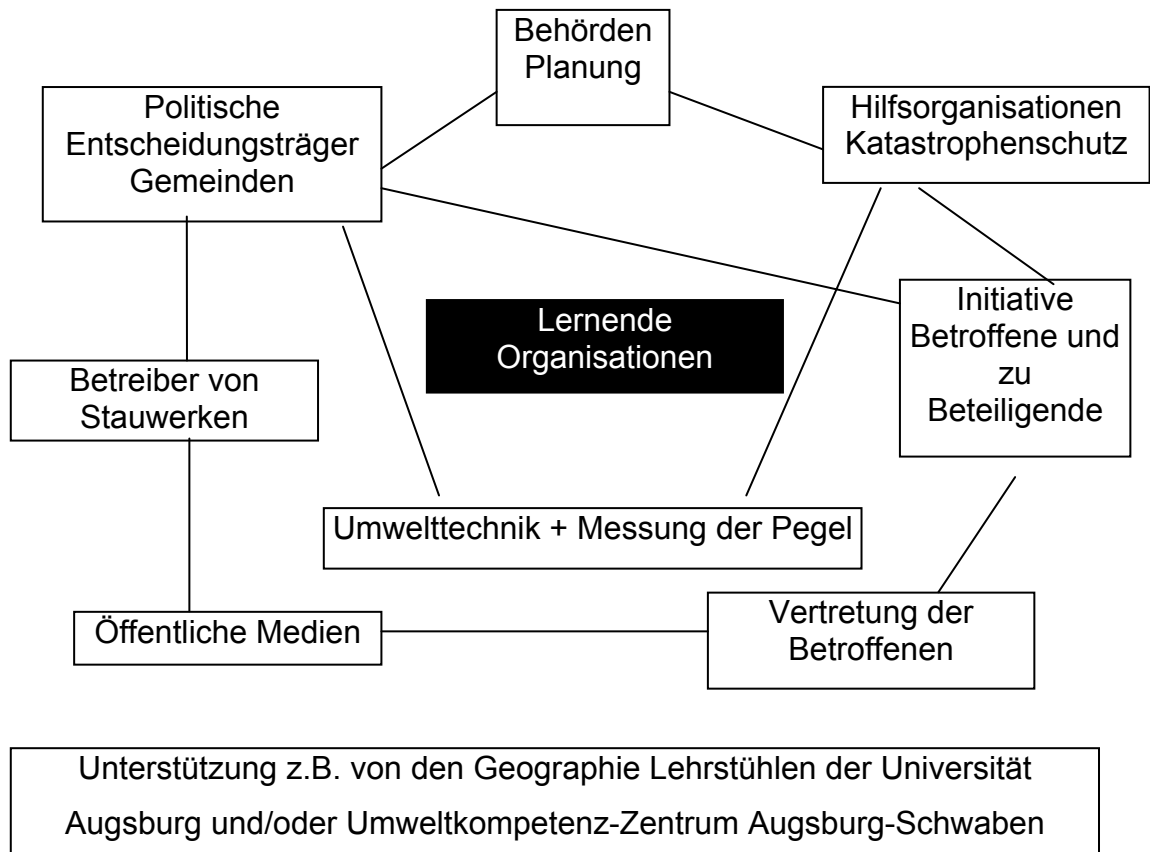 Behörden
Planung
Politische
Entscheidungsträger
Gemeinden
Hilfsorganisationen
Katastrophenschutz
Lernende
Organisationen
Initiative
Betroffene und
zu
Beteiligende
Betreiber von
Stauwerken
Umwelttechnik + Messung der Pegel
Öffentliche Medien
Vertretung der
Betroffenen
Unterstützung z.B. von den Geographie Lehrstühlen der Universität
Augsburg und/oder Umweltkompetenz-Zentrum Augsburg-Schwaben